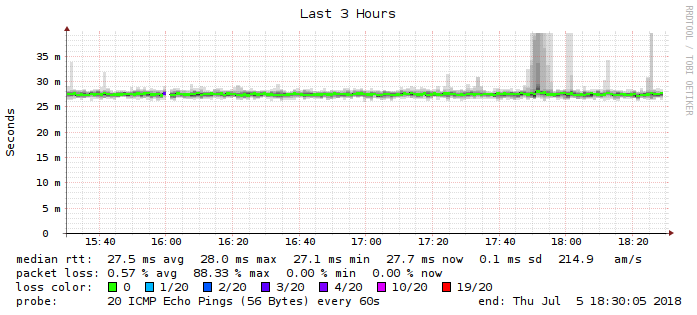 Last 3 Hours
RRDTOOL / TOBI OETIKER
Seconds
35 m
30 m
25 m
20 m
15 m
10 m
5 m
0
15:40 16:00 16:20 16:40 17:00 17:20 17:40 18:00 18:20
median rtt: 27.5 ms avg 28.0 ms max 27.1 ms min 27.7 ms now 0.1 ms sd 214.9 am/s
packet loss: 0.57 % avg 88.33 % max 0.00 % min 0.00 % now
loss color: 0 1/20 2/20 3/20 4/20 10/20 19/20
probe: 20 ICMP Echo Pings (56 Bytes) every 60s end: Thu Jul 5 18:30:05 2018